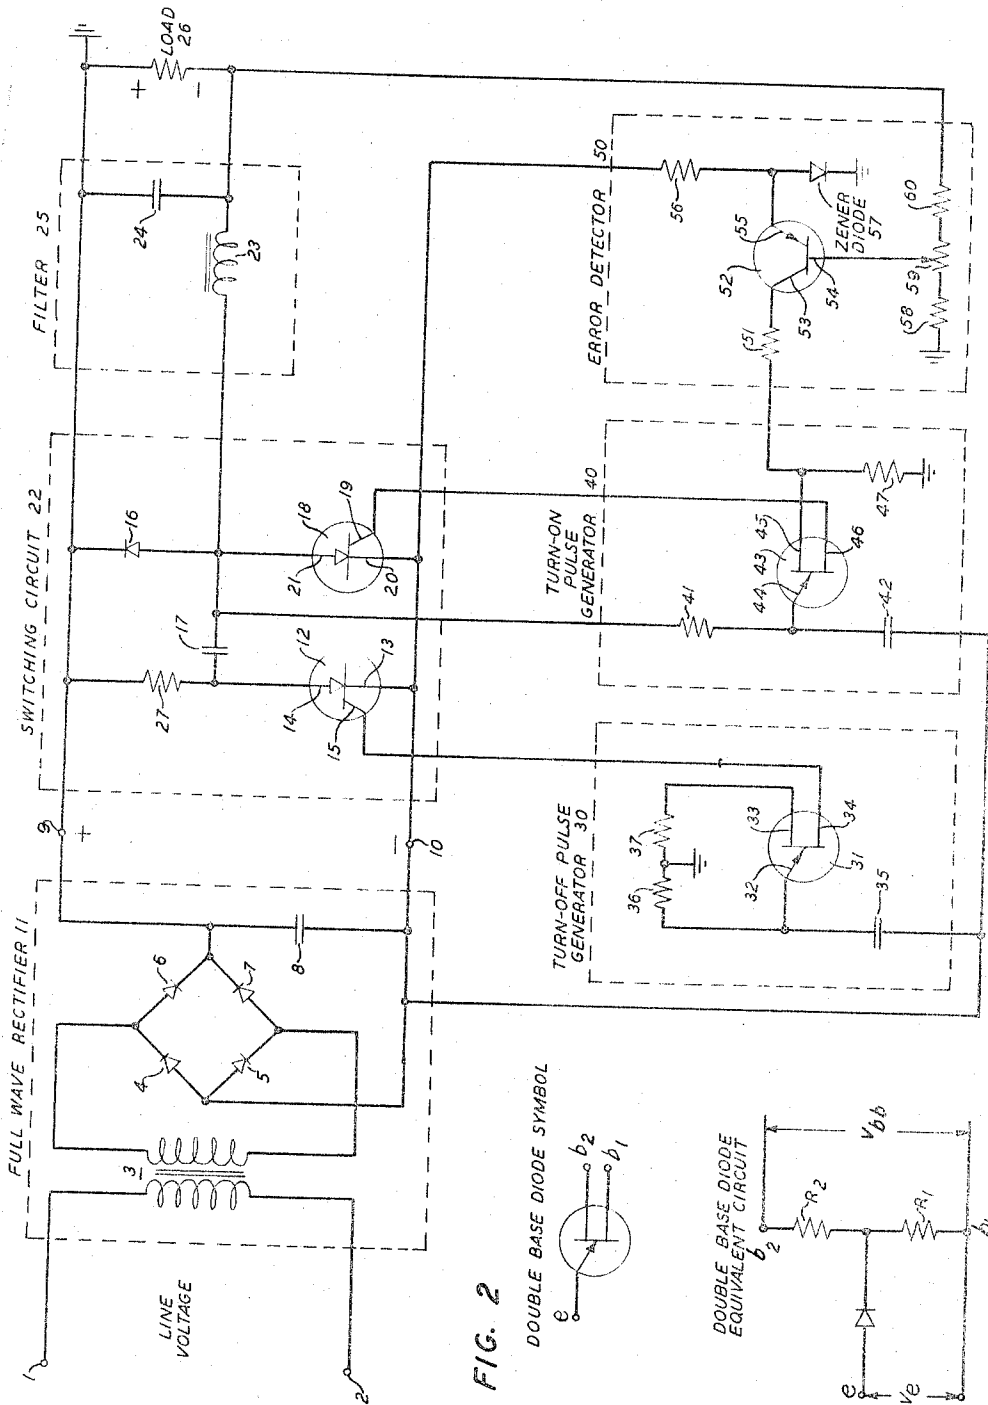 FULL WAVE RECTIFIER 11
SWITCHING CIRCUIT 22
FILTER 25
LOAD
26
LINE
VOLTAGE
1
2
3
4
5
6
7
8
9
+
10
−
27
17
16
12
14
15
13
18
21
19
20
24
23
+
−
TURN-OFF PULSE
GENERATOR 30
36
37
32
33
34
31
35
TURN-ON
PULSE
GENERATOR
40
41
43
45
44
46
42
47
ERROR DETECTOR
50
51
52
55
53
54
56
ZENER
DIODE
57
58
59
60
FIG. 2
DOUBLE BASE DIODE SYMBOL
e
b2
b1
DOUBLE BASE DIODE
EQUIVALENT CIRCUIT
b2
R2
R1
Vbb
e
Ve